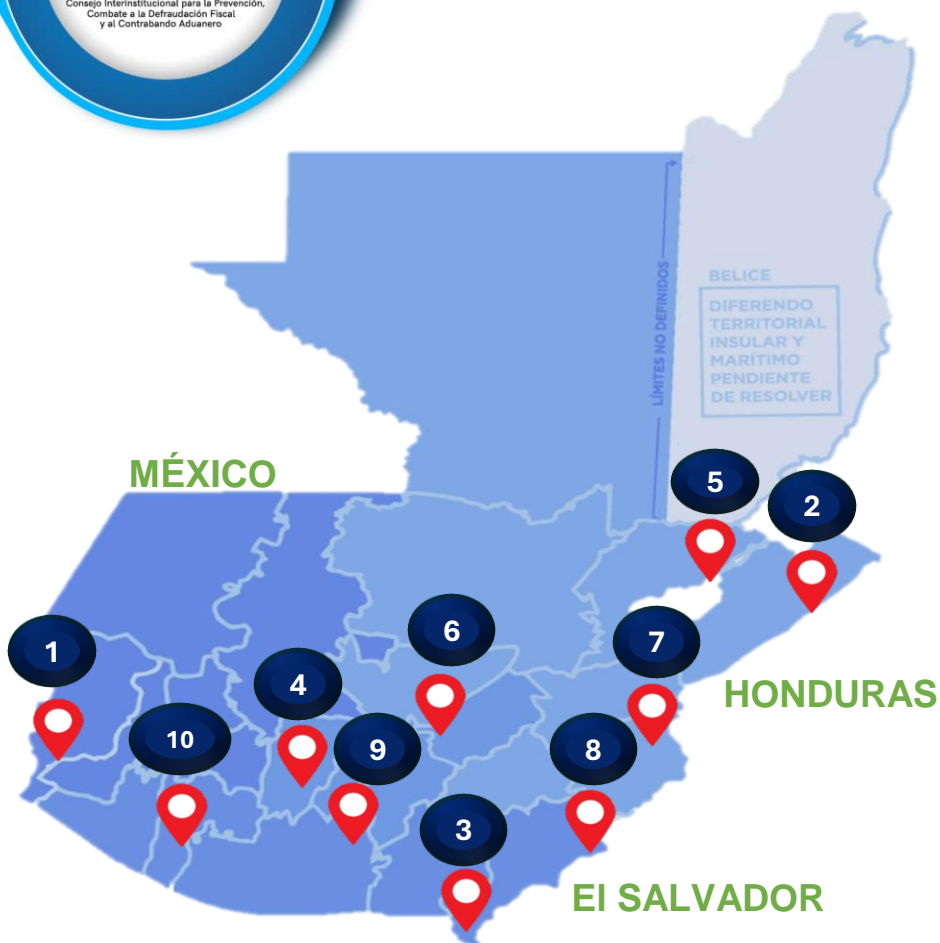 Consejo Interinstitucional para la Prevención,
Combate a la Defraudación Fiscal
y al Contrabando Aduanero
BELICE
DIFERENDO
TERRITORIAL
INSULAR Y
MARÍTIMO
PENDIENTE
DE RESOLVER
LÍMITES NO DEFINIDOS
MÉXICO
5
2
6
7
1
4
HONDURAS
10
9
8
3
El SALVADOR